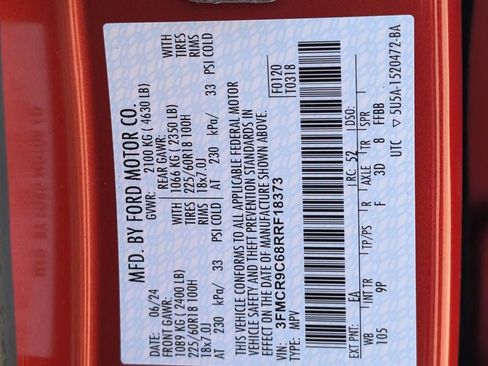 MFD. BY FORD MOTOR CO.
DATE: 06/24 GVWR: 2100 KG ( 4630 LB)
FRONT GAWR: REAR GAWR:
1089 KG ( 2400 LB) 1066 KG ( 2350 LB) WITH
225/60R18 100H TIRES 225/60R18 100H TIRES
18x7.0J RIMS 18x7.0J RIMS
AT 230 kPa/ 33 PSI COLD AT 230 kPa/ 33 PSI COLD
THIS VEHICLE CONFORMS TO ALL APPLICABLE FEDERAL MOTOR
VEHICLE SAFETY AND THEFT PREVENTION STANDARDS IN
EFFECT ON THE DATE OF MANUFACTURE SHOWN ABOVE.
VIN: 3FMCR9C68RRF18373 F0120
TYPE: MPV T0318
EXT PNT: EA RC: 52 DSO:
WB INT TR TP/PS R AXLE TR SPR
105 9P F 3D 8 FFBB
UTC ▽ 5U5A-1520472-BA